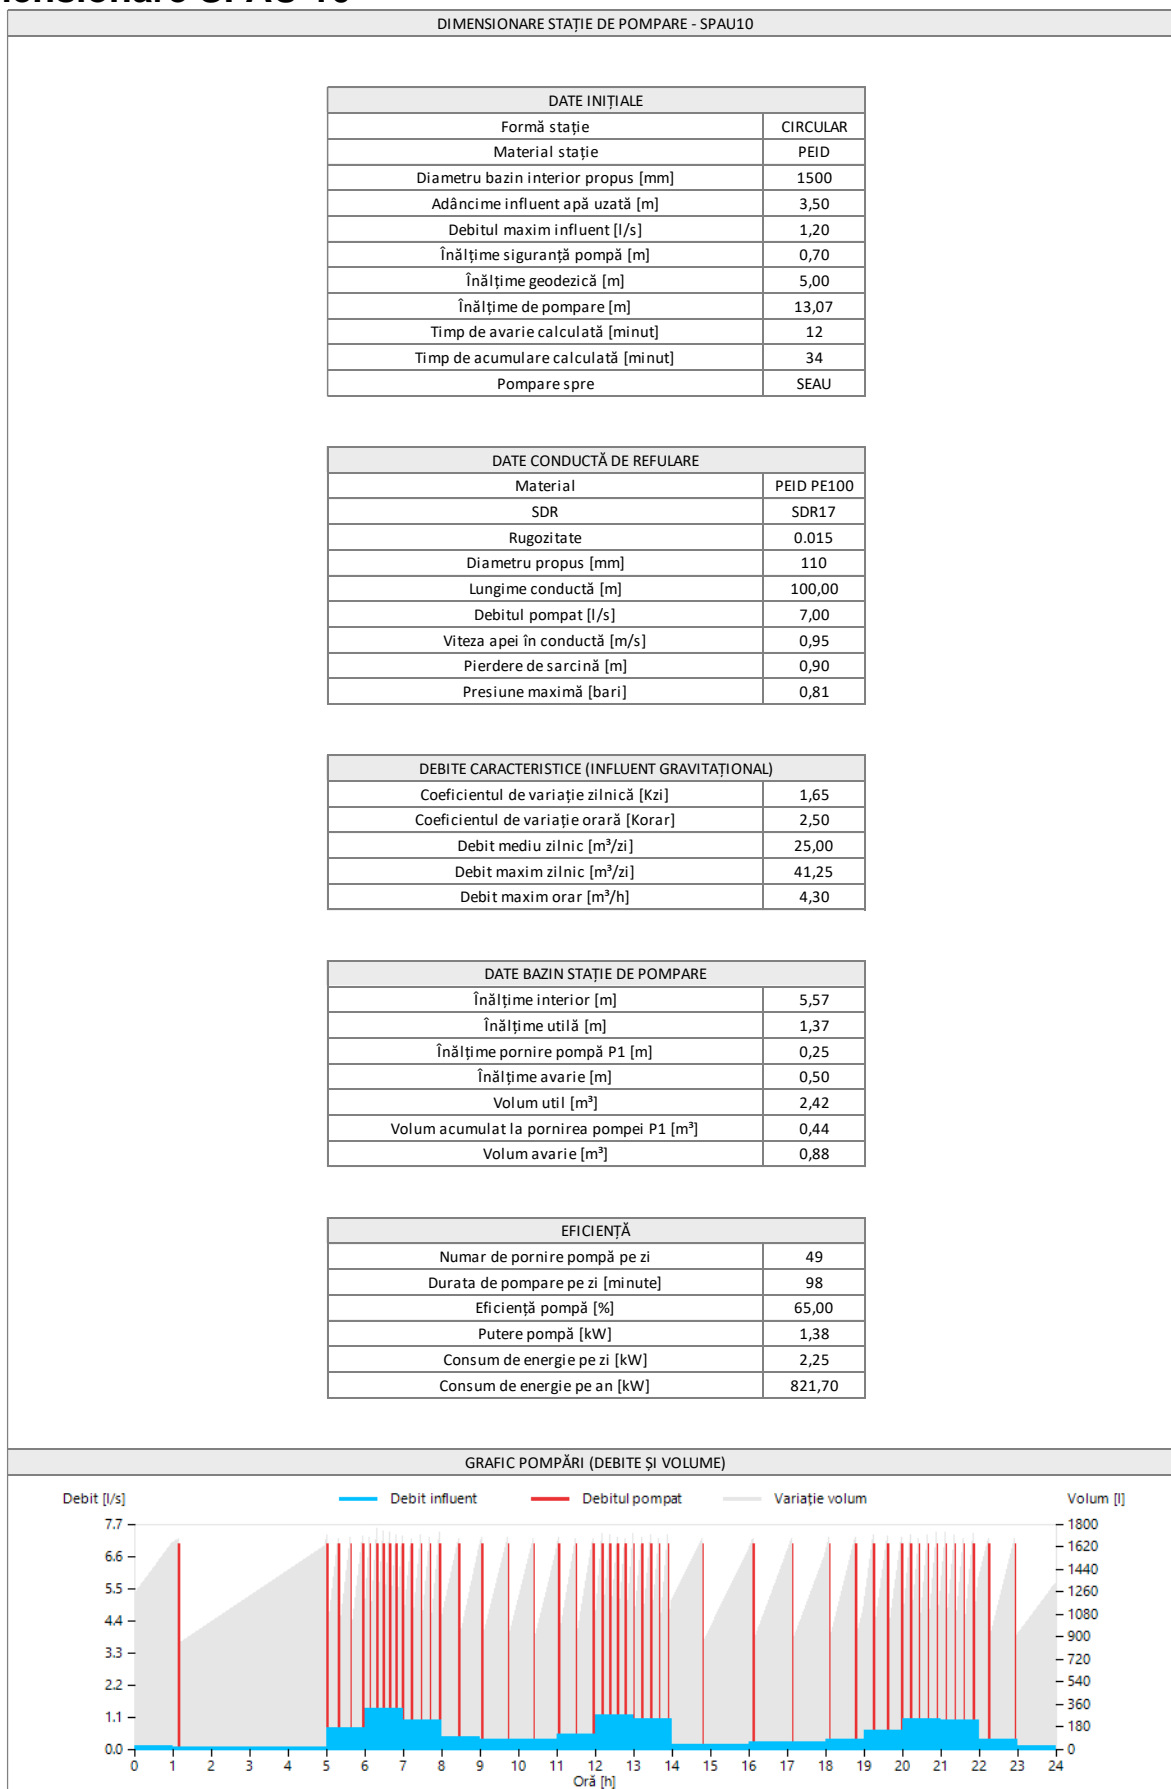 DIMENSIONARE STAȚIE DE POMPARE - SPAU10
DATE INIȚIALE
Formă stație CIRCULAR
Material stație PEID
Diametru bazin interior propus [mm] 1500
Adâncime influent apă uzată [m] 3,50
Debitul maxim influent [l/s] 1,20
Înălțime siguranță pompă [m] 0,70
Înălțime geodezică [m] 5,00
Înălțime de pompare [m] 13,07
Timp de avarie calculată [minut] 12
Timp de acumulare calculată [minut] 34
Pompare spre SEAU
DATE CONDUCTĂ DE REFULARE
Material PEID PE100
SDR SDR17
Rugozitate 0.015
Diametru propus [mm] 110
Lungime conductă [m] 100,00
Debitul pompat [l/s] 7,00
Viteza apei în conductă [m/s] 0,95
Pierdere de sarcină [m] 0,90
Presiune maximă [bari] 0,81
DEBITE CARACTERISTICE (INFLUENT GRAVITAȚIONAL)
Coeficientul de variație zilnică [Kzi] 1,65
Coeficientul de variație orară [Korar] 2,50
Debit mediu zilnic [m³/zi] 25,00
Debit maxim zilnic [m³/zi] 41,25
Debit maxim orar [m³/h] 4,30
DATE BAZIN STAȚIE DE POMPARE
Înălțime interior [m] 5,57
Înălțime utilă [m] 1,37
Înălțime pornire pompă P1 [m] 0,25
Înălțime avarie [m] 0,50
Volum util [m³] 2,42
Volum acumulat la pornirea pompei P1 [m³] 0,44
Volum avarie [m³] 0,88
EFICIENȚĂ
Numar de pornire pompă pe zi 49
Durata de pompare pe zi [minute] 98
Eficiență pompă [%] 65,00
Putere pompă [kW] 1,38
Consum de energie pe zi [kW] 2,25
Consum de energie pe an [kW] 821,70
GRAFIC POMPĂRI (DEBITE ȘI VOLUME)
Debit [l/s] Debit influent Debitul pompat Variație volum Volum [l]
7.7 1800
6.6 1620
1440
5.5 1260
4.4 1080
900
3.3 720
2.2 540
360
1.1 180
0.0 0
0 1 2 3 4 5 6 7 8 9 10 11 12 13 14 15 16 17 18 19 20 21 22 23 24
Oră [h]